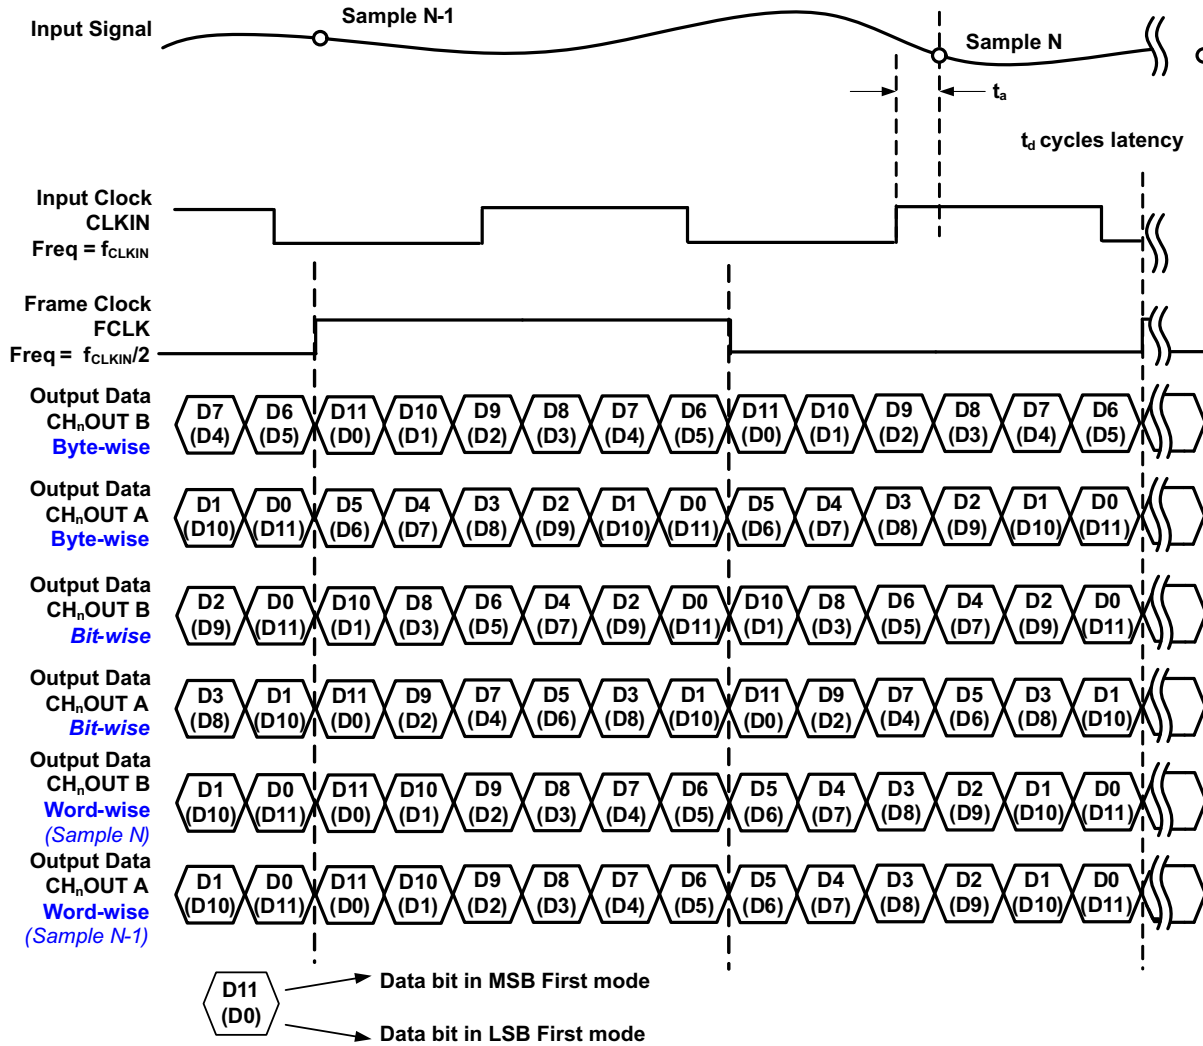 Input Signal
Sample N-1
Sample N
ta
td cycles latency
Input Clock
CLKIN
Freq = fCLKIN
Frame Clock
FCLK
Freq = fCLKIN/2
Output Data
CHnOUT B
Byte-wise
D7 D6 D11 D10 D9 D8 D7 D6 D11 D10 D9 D8 D7 D6
(D4) (D5) (D0) (D1) (D2) (D3) (D4) (D5) (D0) (D1) (D2) (D3) (D4) (D5)
Output Data
CHnOUT A
Byte-wise
D1 D0 D5 D4 D3 D2 D1 D0 D5 D4 D3 D2 D1 D0
(D10) (D11) (D6) (D7) (D8) (D9) (D10) (D11) (D6) (D7) (D8) (D9) (D10) (D11)
Output Data
CHnOUT B
Bit-wise
D2 D0 D10 D8 D6 D4 D2 D0 D10 D8 D6 D4 D2 D0
(D9) (D11) (D1) (D3) (D5) (D7) (D9) (D11) (D1) (D3) (D5) (D7) (D9) (D11)
Output Data
CHnOUT A
Bit-wise
D3 D1 D11 D9 D7 D5 D3 D1 D11 D9 D7 D5 D3 D1
(D8) (D10) (D0) (D2) (D4) (D6) (D8) (D10) (D0) (D2) (D4) (D6) (D8) (D10)
Output Data
CHnOUT B
Word-wise
(Sample N)
D1 D0 D11 D10 D9 D8 D7 D6 D5 D4 D3 D2 D1 D0
(D10) (D11) (D0) (D1) (D2) (D3) (D4) (D5) (D6) (D7) (D8) (D9) (D10) (D11)
Output Data
CHnOUT A
Word-wise
(Sample N-1)
D1 D0 D11 D10 D9 D8 D7 D6 D5 D4 D3 D2 D1 D0
(D10) (D11) (D0) (D1) (D2) (D3) (D4) (D5) (D6) (D7) (D8) (D9) (D10) (D11)
D11
(D0)
Data bit in MSB First mode
Data bit in LSB First mode